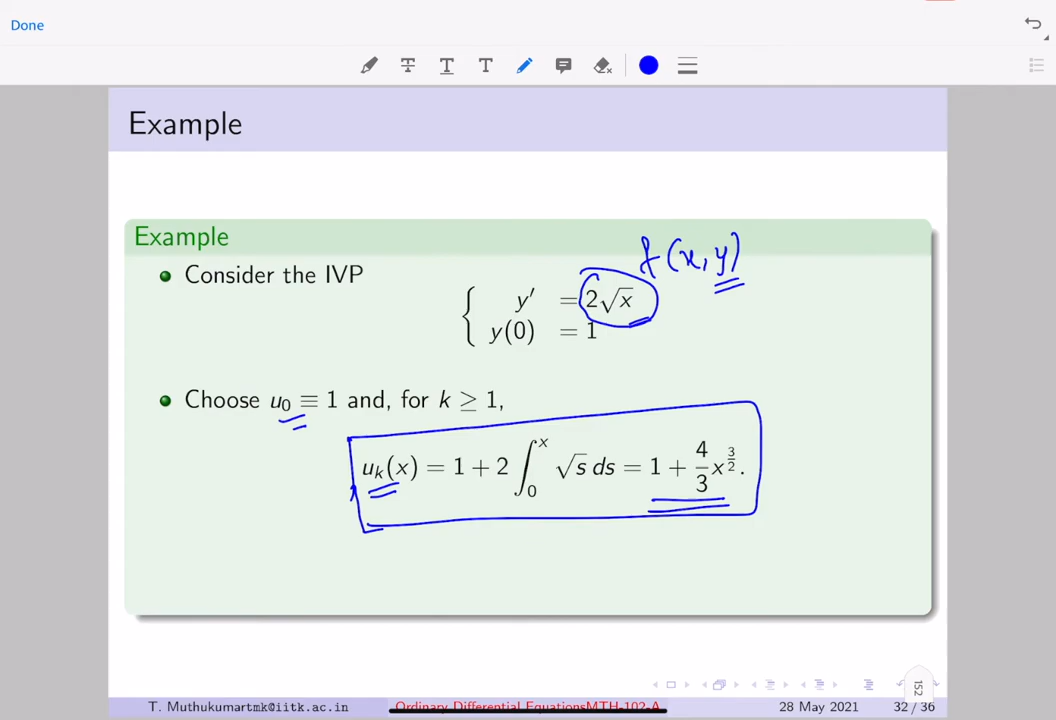 Done
Example
Example
f(x,y)
Consider the IVP
{ y′ = 2√x
y(0) = 1
Choose u₀ ≡ 1 and, for k ≥ 1,
uₖ(x) = 1 + 2 ∫₀ˣ √s ds = 1 + 4/3 x^{3/2}.
152
T. Muthukumartmk@iitk.ac.in Ordinary Differential EquationsMTH-102-A 28 May 2021 32 / 36